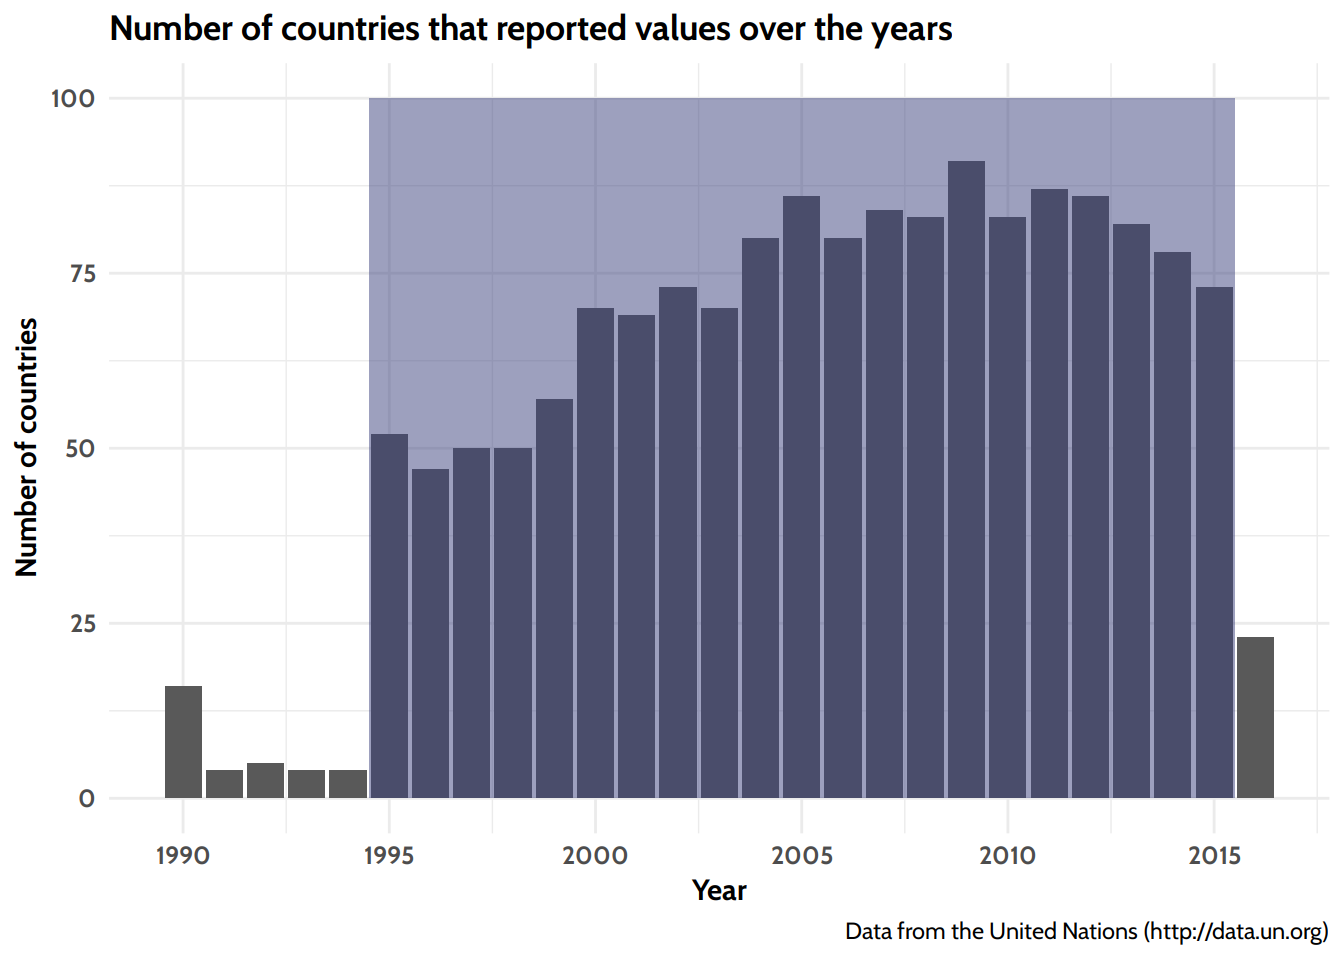 Number of countries that reported values over the years
100
75
50
25
0
Number of countries
1990 1995 2000 2005 2010 2015
Year
Data from the United Nations (http://data.un.org)